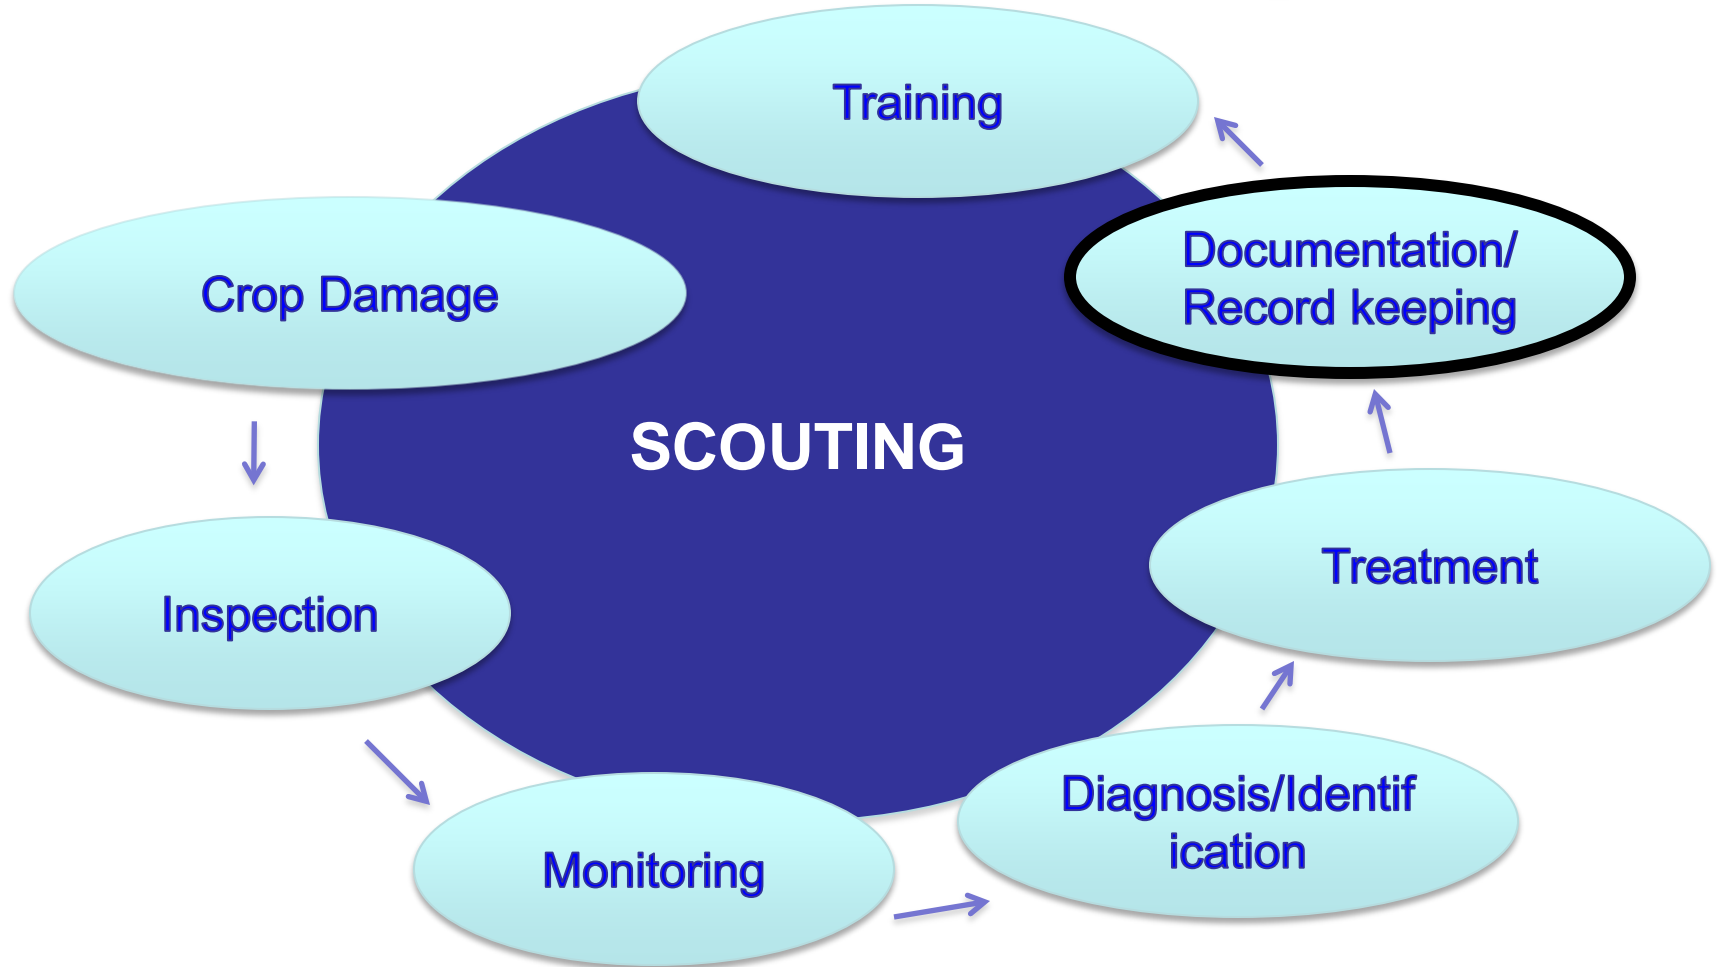 Training
Documentation/
Record keeping
Crop Damage
SCOUTING
Treatment
Inspection
Diagnosis/Identif
ication
Monitoring